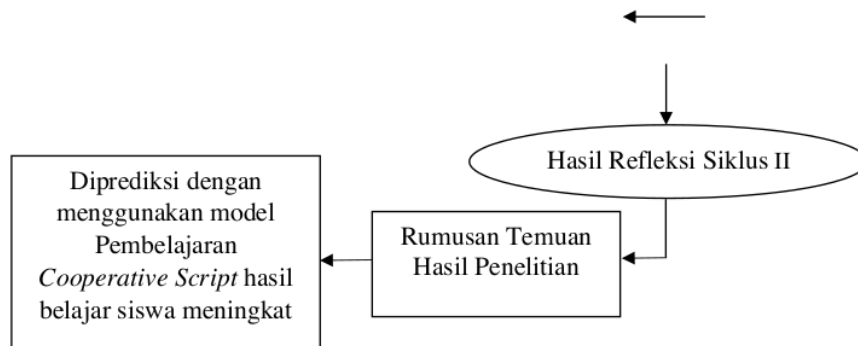 Hasil Refleksi Siklus II
Rumusan Temuan
Hasil Penelitian
Diprediksi dengan
menggunakan model
Pembelajaran
Cooperative Script hasil
belajar siswa meningkat